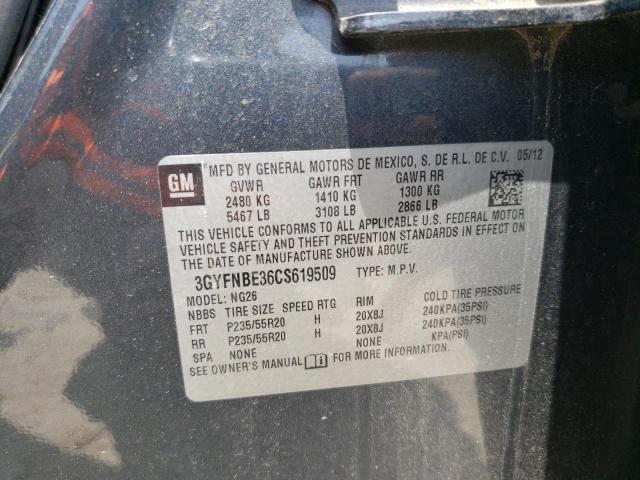 GM
MFD BY GENERAL MOTORS DE MEXICO, S. DE R.L. DE C.V. 05/12
GVWR GAWR FRT GAWR RR
2480 KG 1410 KG 1300 KG
5467 LB 3108 LB 2866 LB
THIS VEHICLE CONFORMS TO ALL APPLICABLE U.S. FEDERAL MOTOR
VEHICLE SAFETY AND THEFT PREVENTION STANDARDS IN EFFECT ON
THE DATE OF MANUFACTURE SHOWN ABOVE.
3GYFNBE36CS619509 TYPE: M.P.V.
MODEL: NG26
NBBS TIRE SIZE SPEED RTG RIM COLD TIRE PRESSURE
FRT P235/55R20 H 20X8J 240KPA(35PSI)
RR P235/55R20 H 20X8J 240KPA(35PSI)
SPA NONE NONE KPA(PSI)
SEE OWNER'S MANUAL FOR MORE INFORMATION.